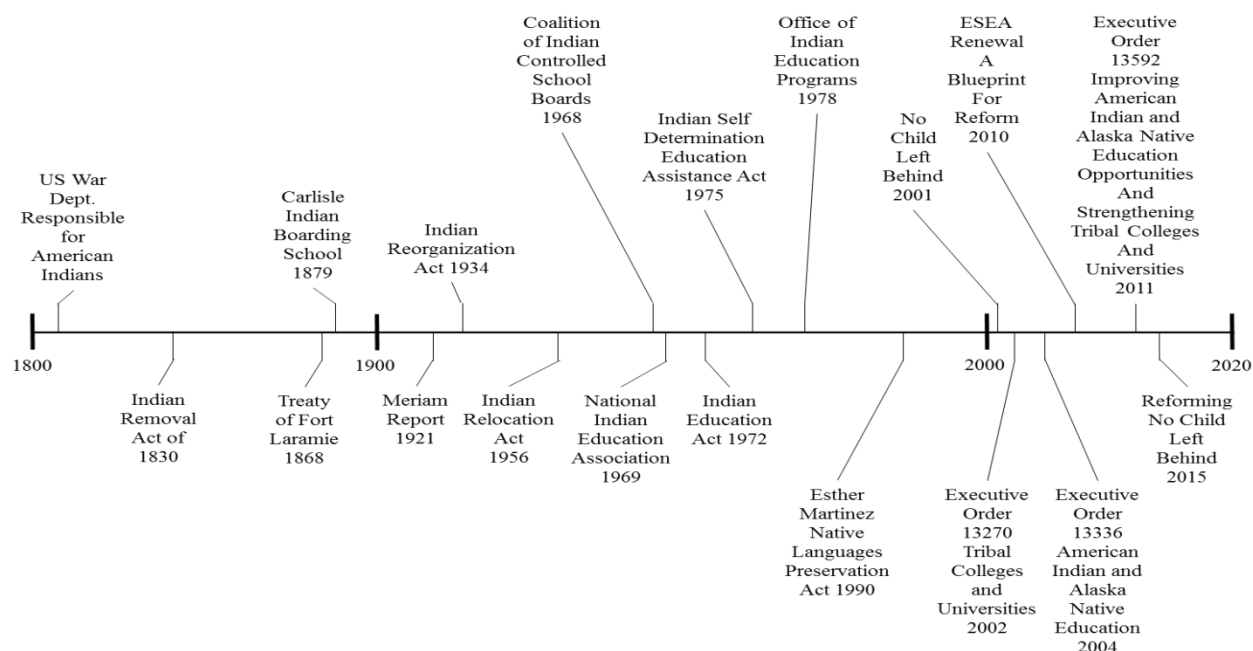 US War
Dept.
Responsible
for
American
Indians
Carlisle
Indian
Boarding
School
1879
Indian
Reorganization
Act 1934
Coalition
of Indian
Controlled
School
Boards
1968
Indian Self
Determination
Education
Assistance Act
1975
Office of
Indian
Education
Programs
1978
No
Child
Left
Behind
2001
ESEA
Renewal
A
Blueprint
For
Reform
2010
Executive
Order
13592
Improving
American
Indian and
Alaska Native
Education
Opportunities
And
Strengthening
Tribal Colleges
And
Universities
2011
1800
1900
2000
2020
Indian
Removal
Act of
1830
Treaty
of Fort
Laramie
1868
Meriam
Report
1921
Indian
Relocation
Act
1956
National
Indian
Education
Association
1969
Indian
Education
Act 1972
Esther
Martinez
Native
Languages
Preservation
Act 1990
Executive
Order
13270
Tribal
Colleges
and
Universities
2002
Executive
Order
13336
American
Indian and
Alaska
Native
Education
2004
Reforming
No Child
Left
Behind
2015